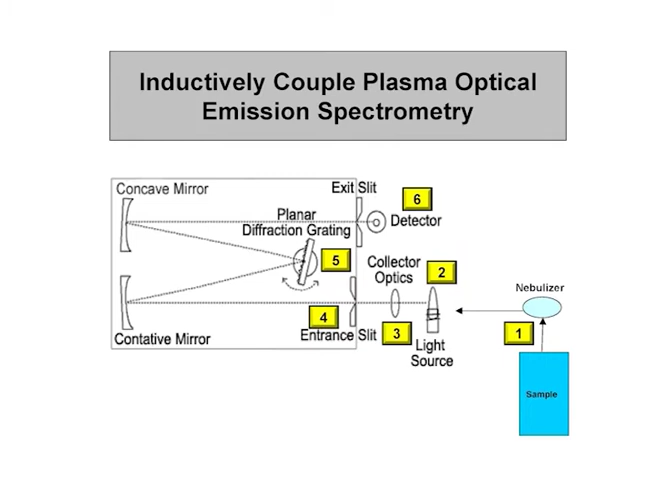 Inductively Couple Plasma Optical
Emission Spectrometry
Concave Mirror
Exit Slit
6
Detector
Planar
Diffraction Grating
5
Collector
Optics
2
Nebulizer
4
Entrance Slit
3
1
Contative Mirror
Light
Source
Sample